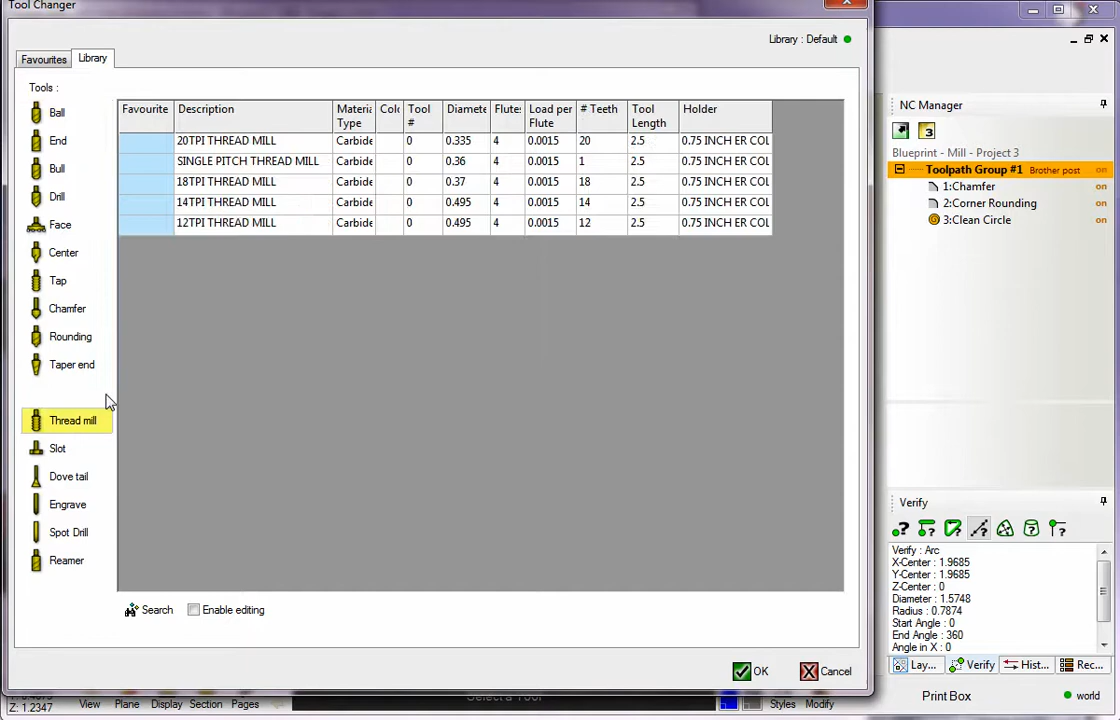 Tool Changer
Library : Default
Favourites
Library
Tools :
Ball
End
Bull
Drill
Face
Center
Tap
Chamfer
Rounding
Taper end
Thread mill
Slot
Dove tail
Engrave
Spot Drill
Reamer
Favourite Description Materia Type Colo Tool # Diamete Flutes Load per Flute # Teeth Tool Length Holder
20TPI THREAD MILL Carbide 0 0.335 4 0.0015 20 2.5 0.75 INCH ER COL
SINGLE PITCH THREAD MILL Carbide 0 0.36 4 0.0015 1 2.5 0.75 INCH ER COL
18TPI THREAD MILL Carbide 0 0.37 4 0.0015 18 2.5 0.75 INCH ER COL
14TPI THREAD MILL Carbide 0 0.495 4 0.0015 14 2.5 0.75 INCH ER COL
12TPI THREAD MILL Carbide 0 0.495 4 0.0015 12 2.5 0.75 INCH ER COL
Search
Enable editing
OK
Cancel
NC Manager
3
Blueprint - Mill - Project 3
Toolpath Group #1 Brother post on
1:Chamfer on
2:Corner Rounding on
3:Clean Circle on
Verify
Verify : Arc
X-Center : 1.9685
Y-Center : 1.9685
Z-Center : 0
Diameter : 1.5748
Radius : 0.7874
Start Angle : 0
End Angle : 360
Angle in X : 0
Lay...
Verify
Hist...
Rec...
Z: 1.2347
View
Plane
Display
Section
Pages
Select a Tool
Styles
Modify
Print Box
world